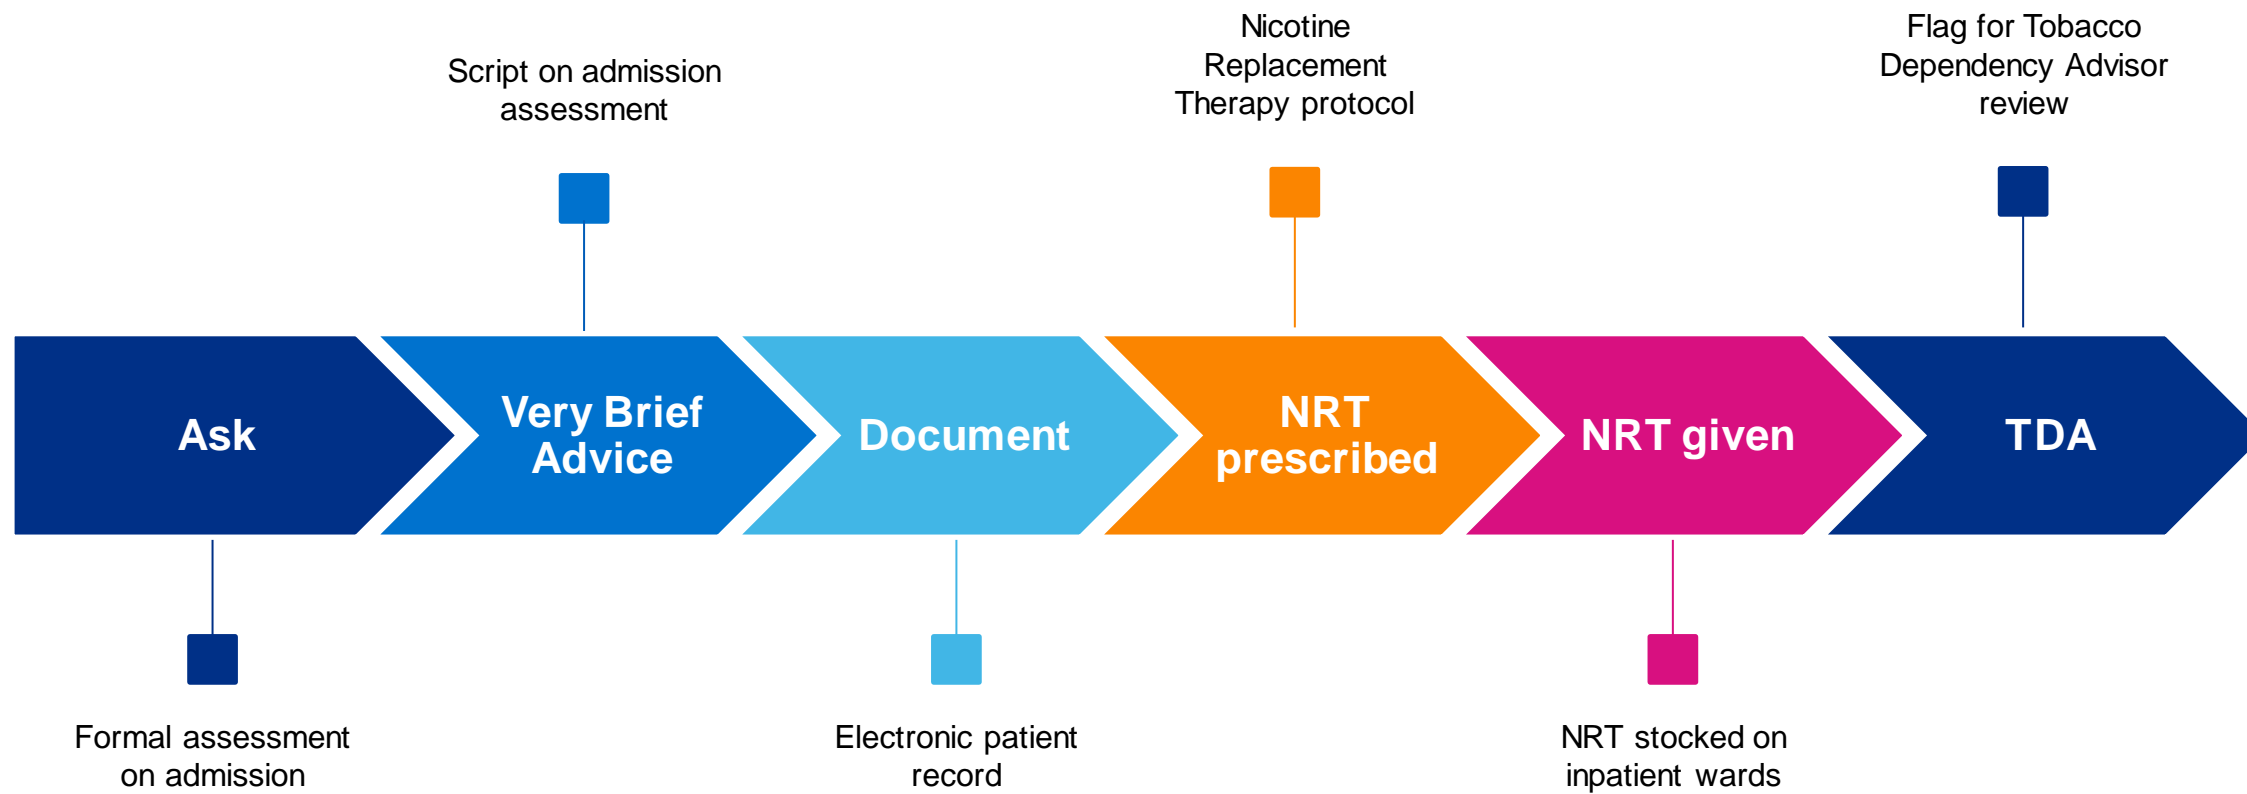 Script on admission
assessment
Nicotine
Replacement
Therapy protocol
Flag for Tobacco
Dependency Advisor
review
Ask
Very Brief
Advice
Document
NRT
prescribed
NRT given
TDA
Formal assessment
on admission
Electronic patient
record
NRT stocked on
inpatient wards